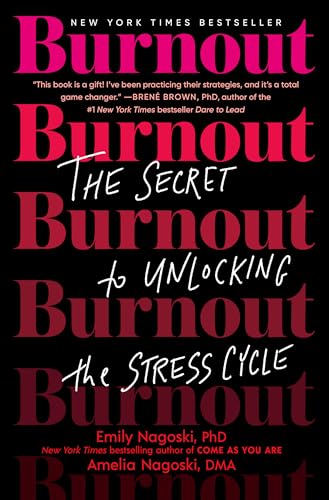 NEW YORK TIMES BESTSELLER
Burnout
"This book is a gift! I've been practicing their strategies, and it's a total
game changer." —BRENÉ BROWN, PhD, author of the
#1 New York Times bestseller Dare to Lead
Burnout
THE SECRET
Burnout
to UNLOCKING
Burnout
the STRESS CYCLE
Burnout
Emily Nagoski, PhD
New York Times bestselling author of COME AS YOU ARE
Amelia Nagoski, DMA
Burnout